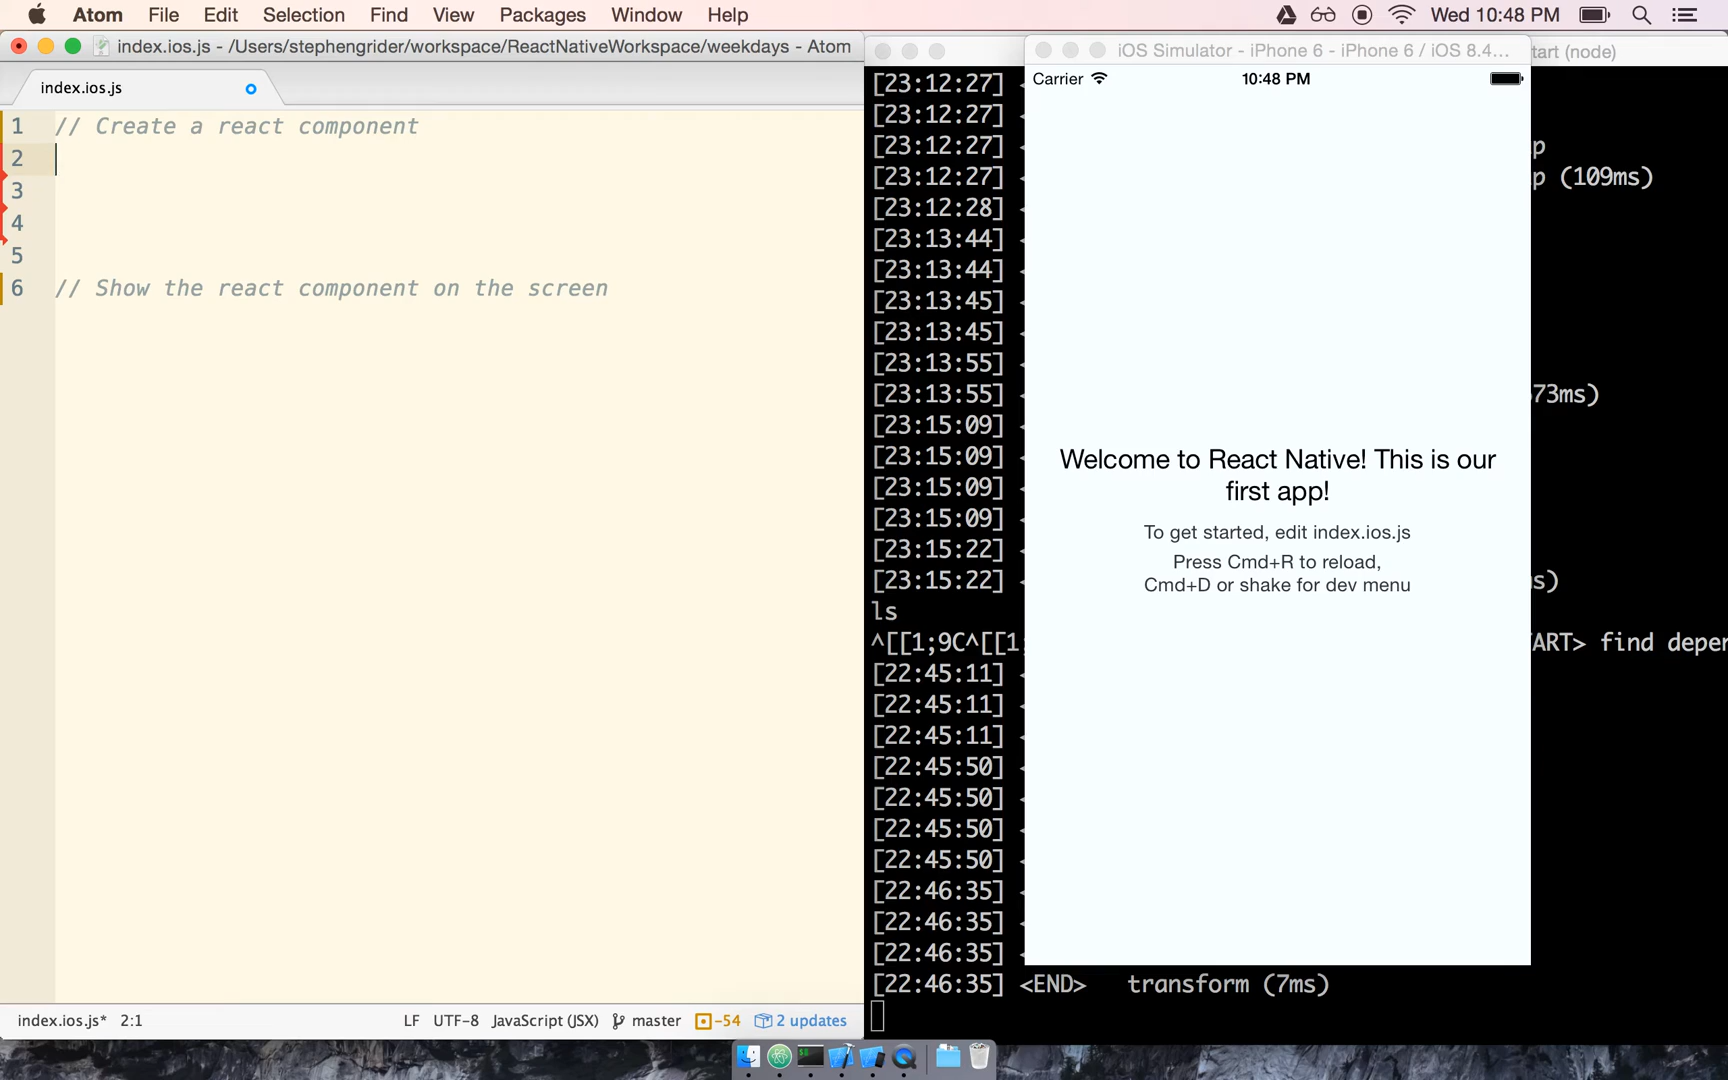 Atom File Edit Selection Find View Packages Window Help Wed 10:48 PM
index.ios.js - /Users/stephengrider/workspace/ReactNativeWorkspace/weekdays - Atom
index.ios.js
1 // Create a react component
2
3
4
5
6 // Show the react component on the screen
index.ios.js* 2:1 LF UTF-8 JavaScript (JSX) master -54 2 updates
tart (node)
[23:12:27] <
[23:12:27] <
[23:12:27] < p
[23:12:27] < p (109ms)
[23:12:28] <
[23:13:44] <
[23:13:44] <
[23:13:45] <
[23:13:45] <
[23:13:55] <
[23:13:55] < 73ms)
[23:15:09] <
[23:15:09] <
[23:15:09] <
[23:15:09] <
[23:15:22] <
[23:15:22] < s)
ls
^[[1;9C^[[1; ART> find deper
[22:45:11] <
[22:45:11] <
[22:45:11] <
[22:45:50] <
[22:45:50] <
[22:45:50] <
[22:45:50] <
[22:46:35] <
[22:46:35] <
[22:46:35] <
[22:46:35] <END> transform (7ms)
iOS Simulator - iPhone 6 - iPhone 6 / iOS 8.4...
Carrier 10:48 PM
Welcome to React Native! This is our
first app!
To get started, edit index.ios.js
Press Cmd+R to reload,
Cmd+D or shake for dev menu